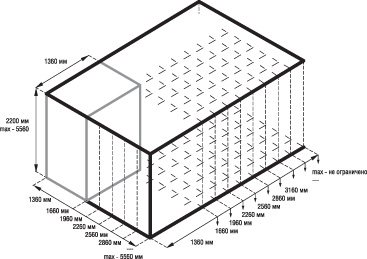 1360 мм
2200 мм
max - 5560
1360 мм
1660 мм
1960 мм
2260 мм
2560 мм
2860 мм
max - 5560 мм
max - не ограничено
3160 мм
2860 мм
2560 мм
2260 мм
1960 мм
1660 мм
1360 мм